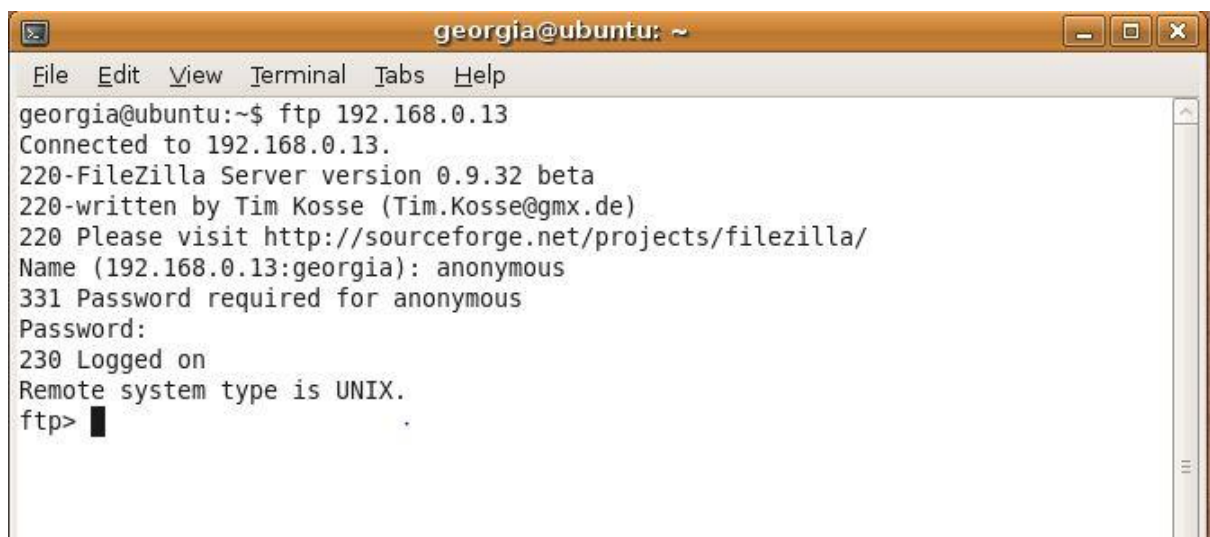 georgia@ubuntu: ~
File Edit View Terminal Tabs Help
georgia@ubuntu:~$ ftp 192.168.0.13
Connected to 192.168.0.13.
220-FileZilla Server version 0.9.32 beta
220-written by Tim Kosse (Tim.Kosse@gmx.de)
220 Please visit http://sourceforge.net/projects/filezilla/
Name (192.168.0.13:georgia): anonymous
331 Password required for anonymous
Password:
230 Logged on
Remote system type is UNIX.
ftp>